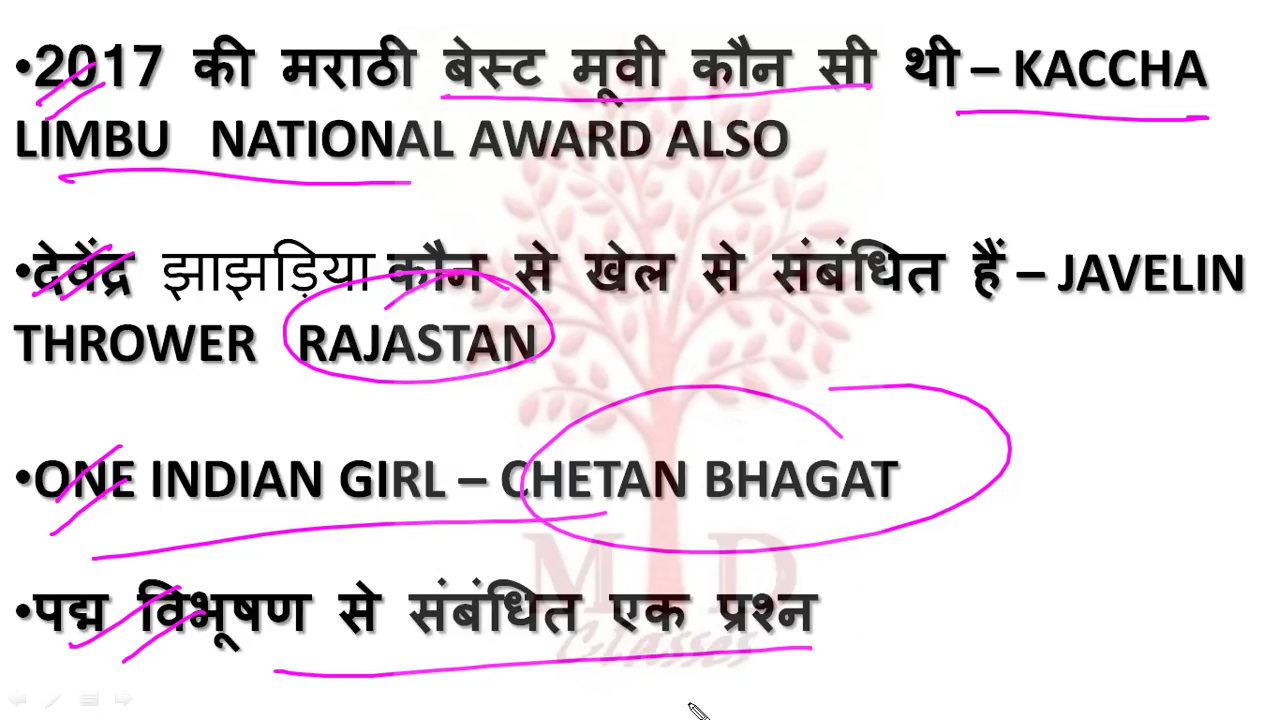 •2017 की मराठी बेस्ट मूवी कौन सी थी – KACCHA
LIMBU NATIONAL AWARD ALSO
•देवेंद्र झाझड़िया कौन से खेल से संबंधित हैं – JAVELIN
THROWER RAJASTAN
•ONE INDIAN GIRL – CHETAN BHAGAT
•पद्म विभूषण से संबंधित एक प्रश्न
M D
Classes